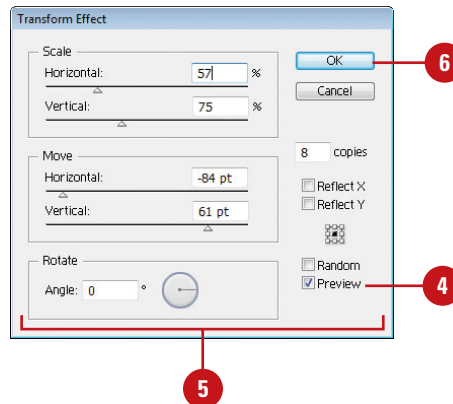 Transform Effect
Scale
Horizontal: 57 %
Vertical: 75 %
Move
Horizontal: -84 pt
Vertical: 61 pt
Rotate
Angle: 0 °
OK
Cancel
8 copies
Reflect X
Reflect Y
Random
Preview
6
4
5